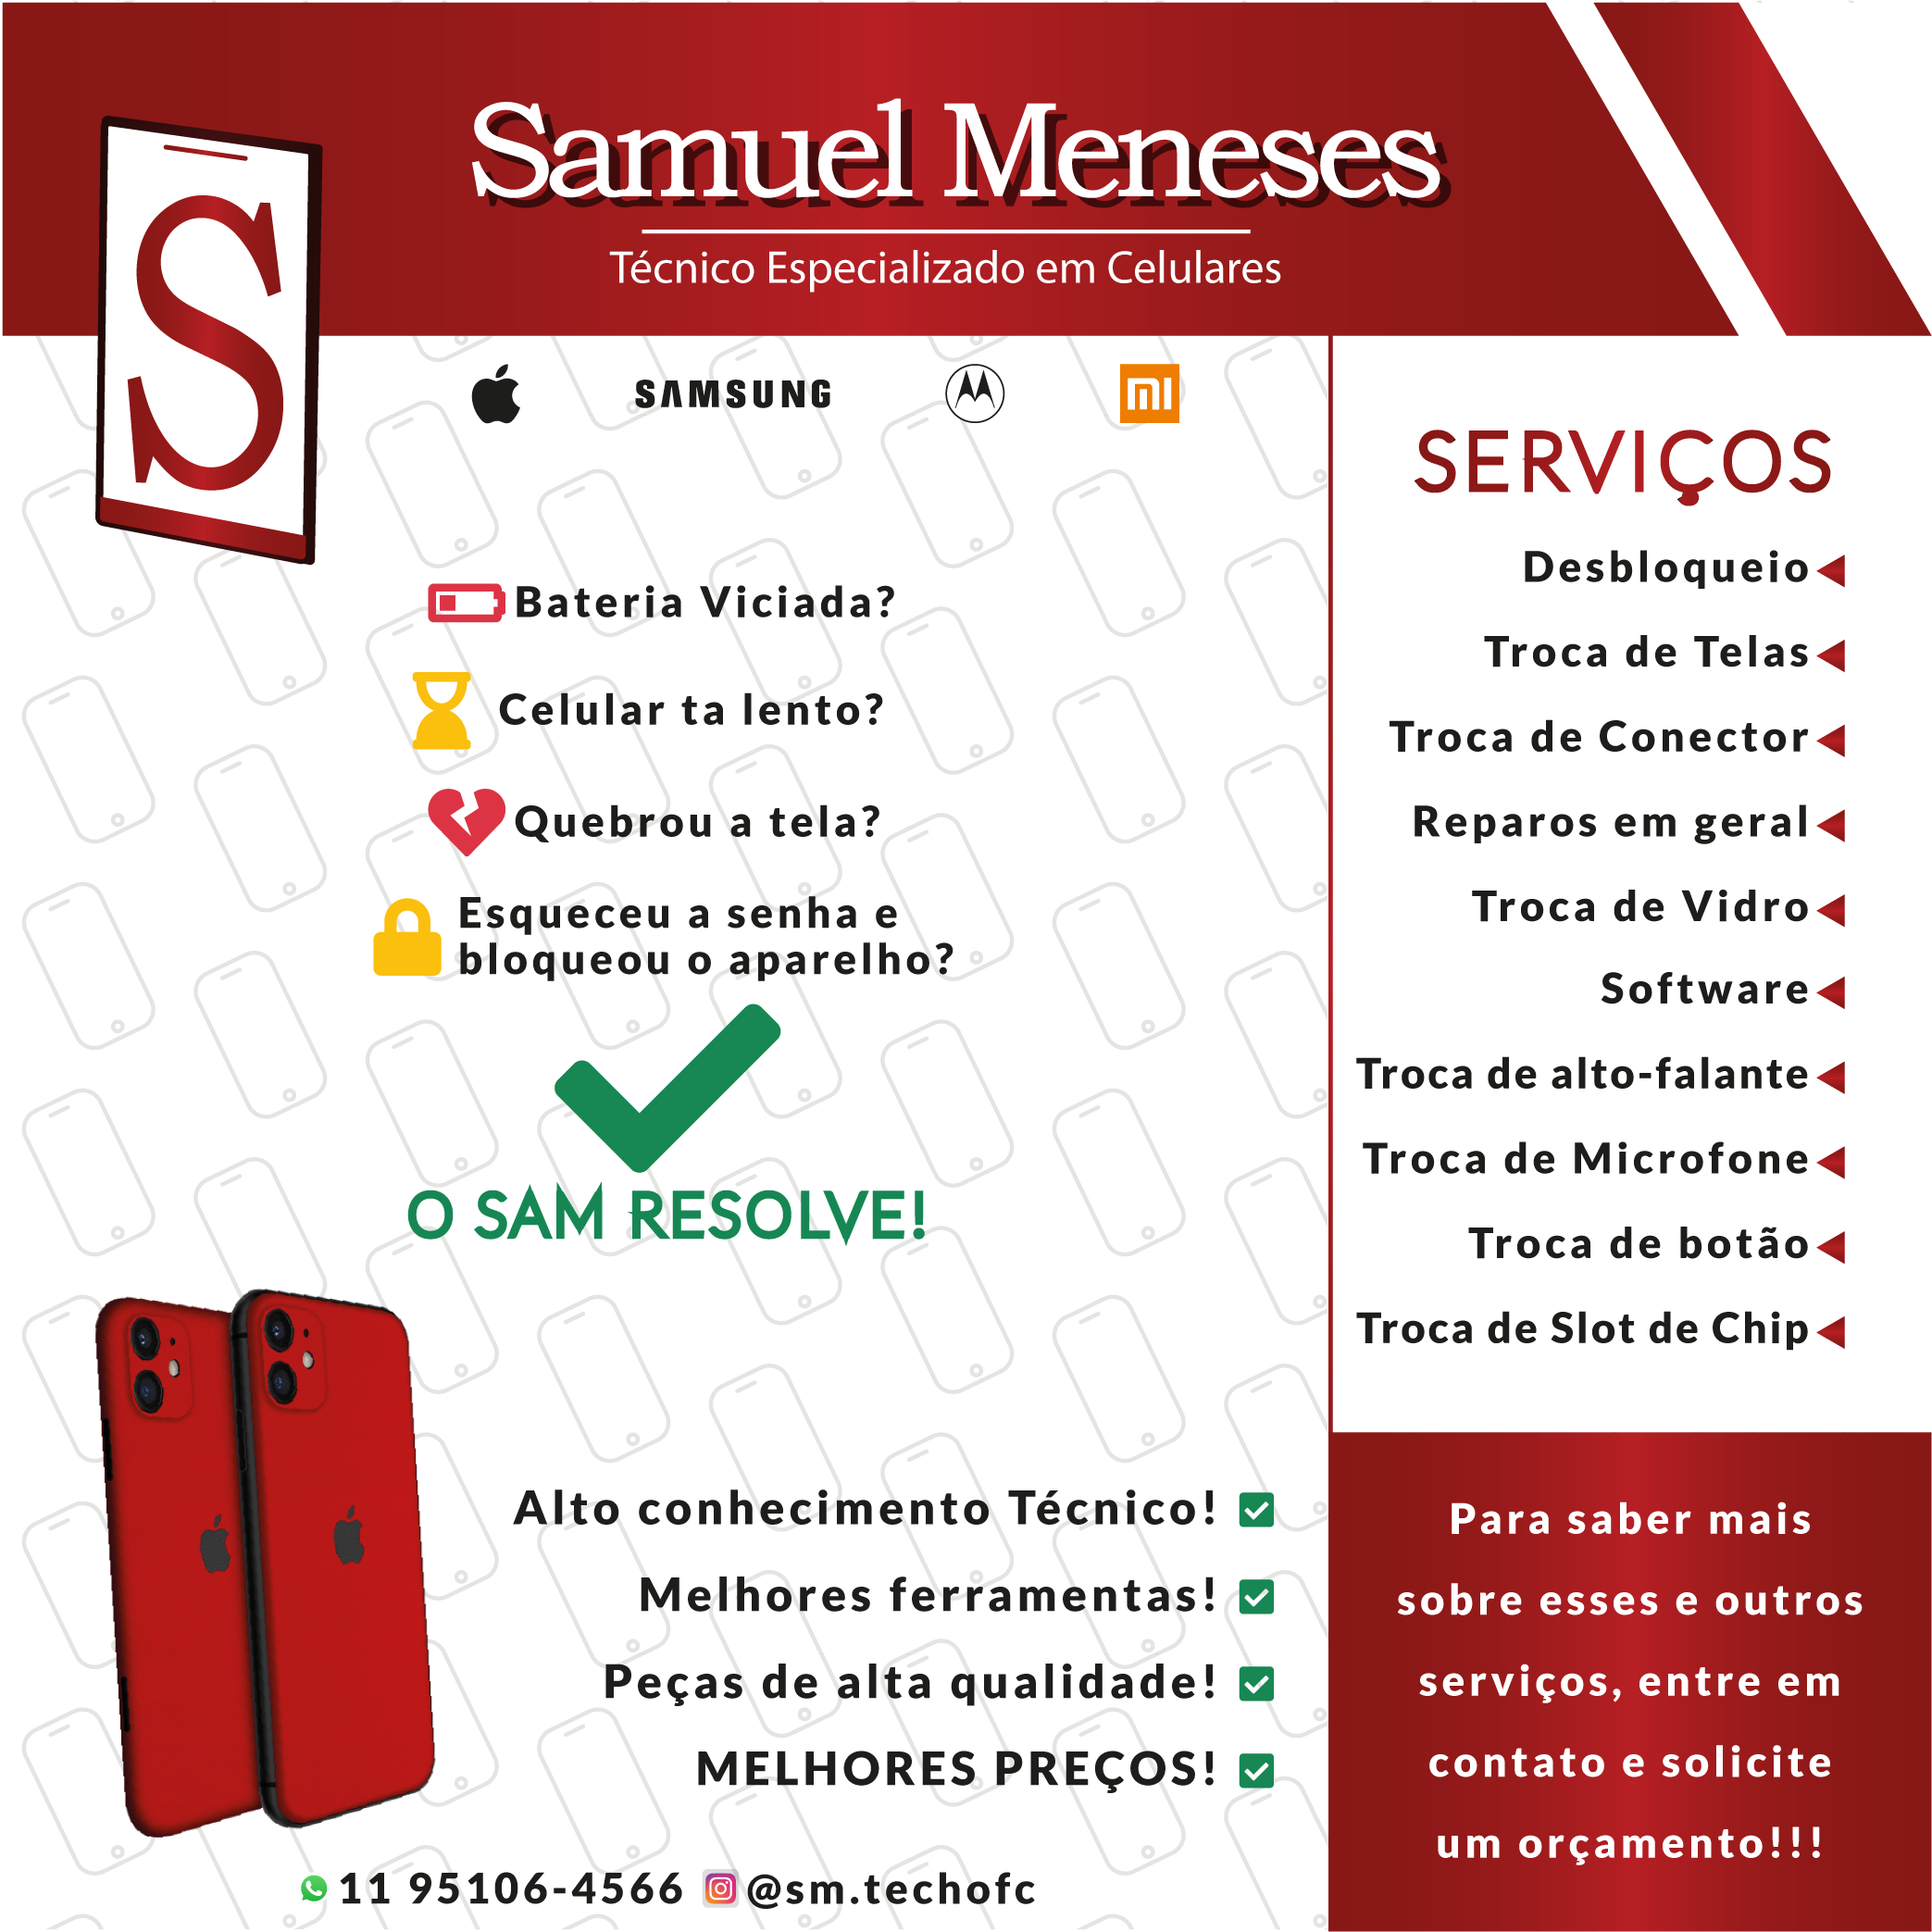 Samuel Meneses
Técnico Especializado em Celulares
S
SAMSUNG
Bateria Viciada?
Celular ta lento?
Quebrou a tela?
Esqueceu a senha e
bloqueou o aparelho?
O SAM RESOLVE!
Alto conhecimento Técnico!
Melhores ferramentas!
Peças de alta qualidade!
MELHORES PREÇOS!
11 95106-4566 @sm.techofc
SERVIÇOS
Desbloqueio
Troca de Telas
Troca de Conector
Reparos em geral
Troca de Vidro
Software
Troca de alto-falante
Troca de Microfone
Troca de botão
Troca de Slot de Chip
Para saber mais
sobre esses e outros
serviços, entre em
contato e solicite
um orçamento!!!